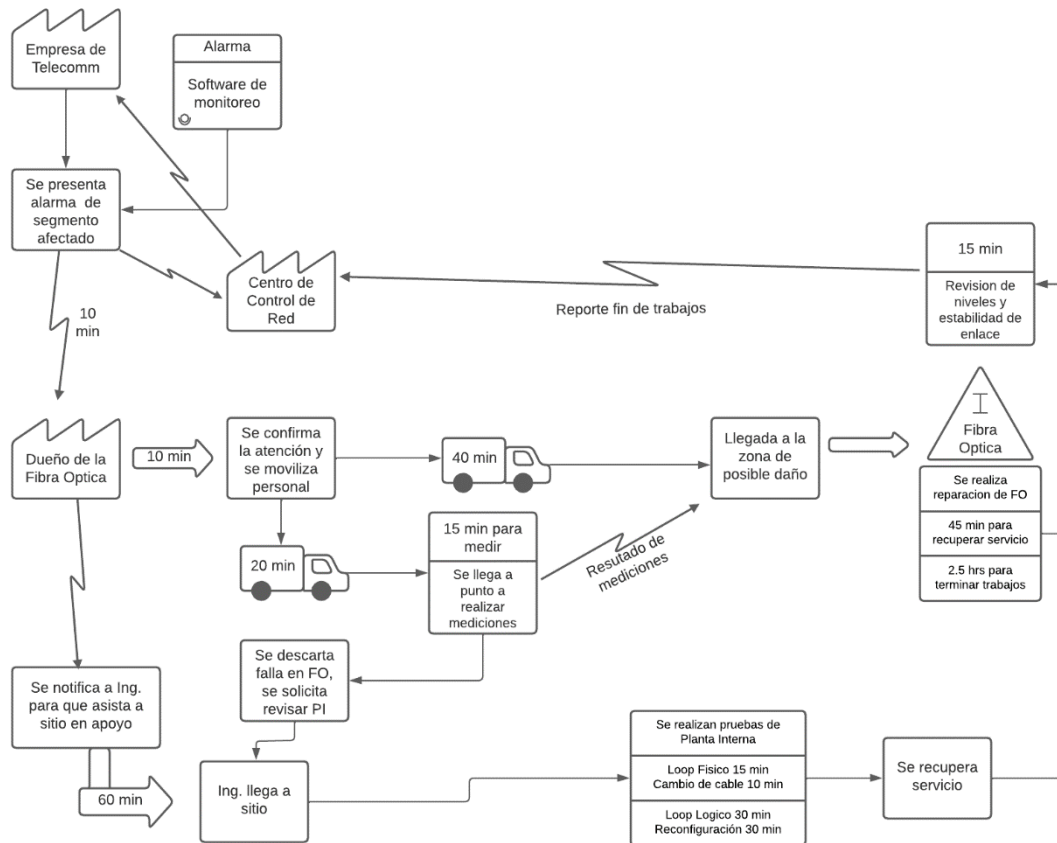 Empresa de
Telecomm
Alarma
Software de
monitoreo
Se presenta
alarma de
segmento
afectado
Centro de
Control de
Red
Reporte fin de trabajos
15 min
Revision de
niveles y
estabilidad de
enlace
10
min
Dueño de la
Fibra Optica
10 min
Se confirma
la atención y
se moviliza
personal
40 min
Llegada a la
zona de
posible daño
I
Fibra
Optica
Se realiza
reparacion de FO
45 min para
recuperar servicio
2.5 hrs para
terminar trabajos
20 min
15 min para
medir
Se llega a
punto a
realizar
mediciones
Resutado de
mediciones
Se descarta
falla en FO,
se solicita
revisar PI
Se notifica a Ing.
para que asista a
sitio en apoyo
60 min
Ing. llega a
sitio
Se realizan pruebas de
Planta Interna
Loop Fisico 15 min
Cambio de cable 10 min
Loop Logico 30 min
Reconfiguración 30 min
Se recupera
servicio